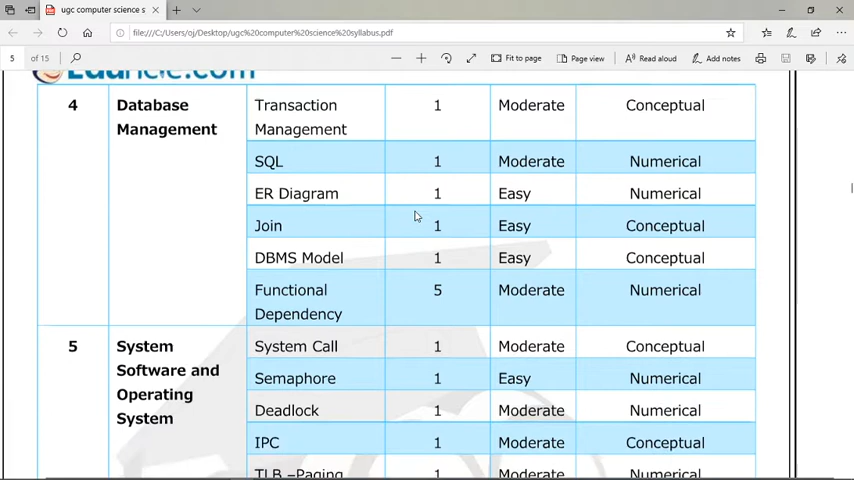 ugc computer science s
file:///C:/Users/oj/Desktop/ugc%20computer%20science%20syllabus.pdf
5 of 15 Fit to page Page view Read aloud Add notes
4 Database Management Transaction Management 1 Moderate Conceptual
SQL 1 Moderate Numerical
ER Diagram 1 Easy Numerical
Join 1 Easy Conceptual
DBMS Model 1 Easy Conceptual
Functional Dependency 5 Moderate Numerical
5 System Software and Operating System System Call 1 Moderate Conceptual
Semaphore 1 Easy Numerical
Deadlock 1 Moderate Numerical
IPC 1 Moderate Conceptual
TLB –Paging 1 Moderate Numerical